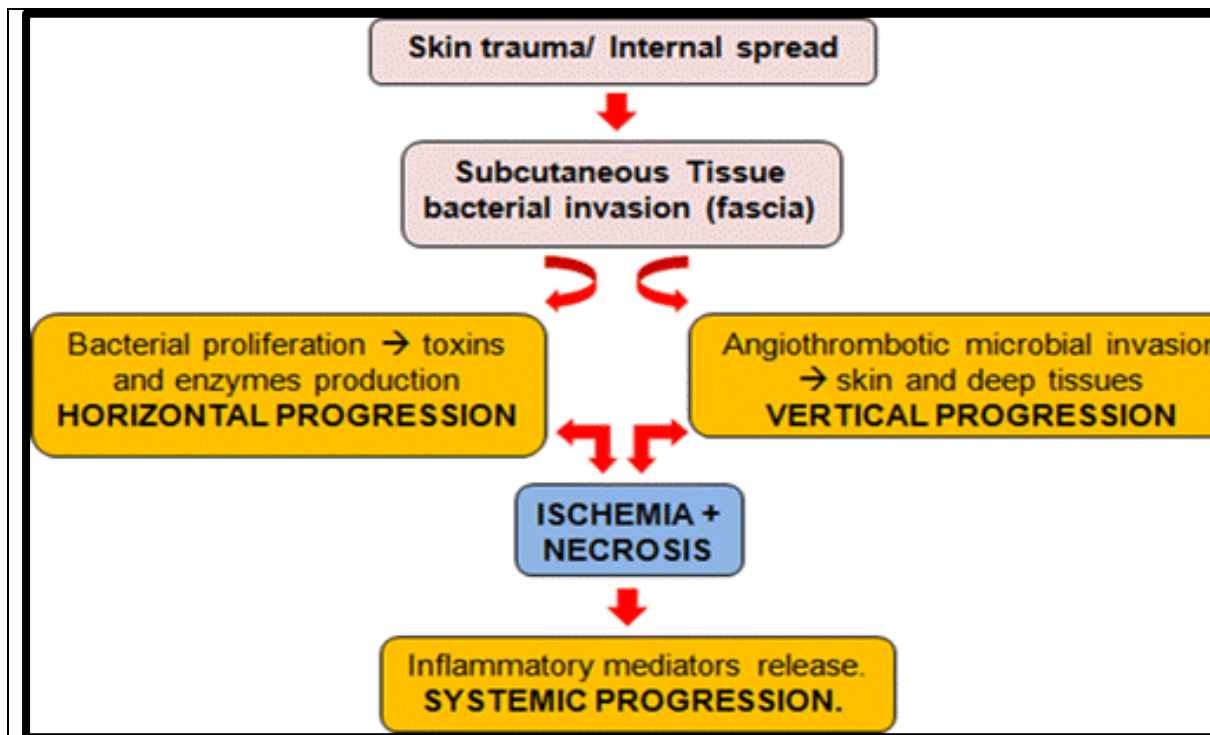 Skin trauma/ Internal spread
Subcutaneous Tissue
bacterial invasion (fascia)
Bacterial proliferation → toxins
and enzymes production
HORIZONTAL PROGRESSION
Angiothrombotic microbial invasion
→ skin and deep tissues
VERTICAL PROGRESSION
ISCHEMIA +
NECROSIS
Inflammatory mediators release.
SYSTEMIC PROGRESSION.